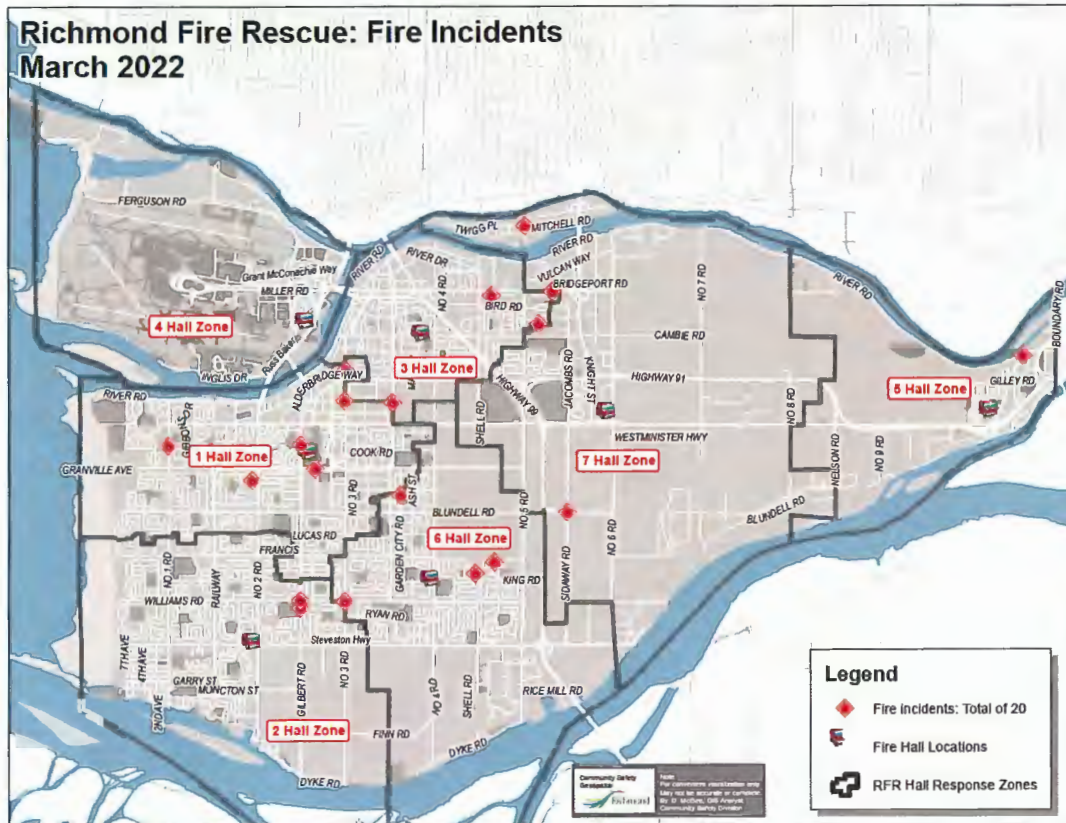 Richmond Fire Rescue: Fire Incidents
March 2022
FERGUSON RD
TWIGG PL
MITCHELL RD
RIVER RD
RIVER RD
RIVER DR
VULCAN WAY
Grant McConachie Way
MILLER RD
NO 4 RD
BIRD RD
BRIDGEPORT RD
NO 7 RD
RIVER RD
BOUNDARY RD
4 Hall Zone
CAMBIE RD
INGLIS DR
3 Hall Zone
JACOMBS RD
KNIGHT ST
HIGHWAY 91
HIGHWAY 99
5 Hall Zone
GILLEY RD
RIVER RD
GIBBONS DR
SHELL RD
NO 8 RD
WESTMINSTER HWY
1 Hall Zone
COOK RD
7 Hall Zone
GRANVILLE AVE
NO 3 RD
ASH ST
NELSON RD
NO 9 RD
BLUNDELL RD
NO 5 RD
BLUNDELL RD
LUCAS RD
FRANCIS
GARDEN CITY RD
6 Hall Zone
NO 6 RD
SIDAWAY RD
NO 1 RD
RAILWAY
NO 2 RD
KING RD
WILLIAMS RD
RYAN RD
Steveston Hwy
7TH AVE
4TH AVE
2ND AVE
GARRY ST
MONCTON ST
GILBERT RD
NO 3 RD
NO 4 RD
SHELL RD
RICE MILL RD
2 Hall Zone
FINN RD
DYKE RD
DYKE RD
Legend
Fire incidents: Total of 20
Fire Hall Locations
RFR Hall Response Zones
Community Safety
Richmond